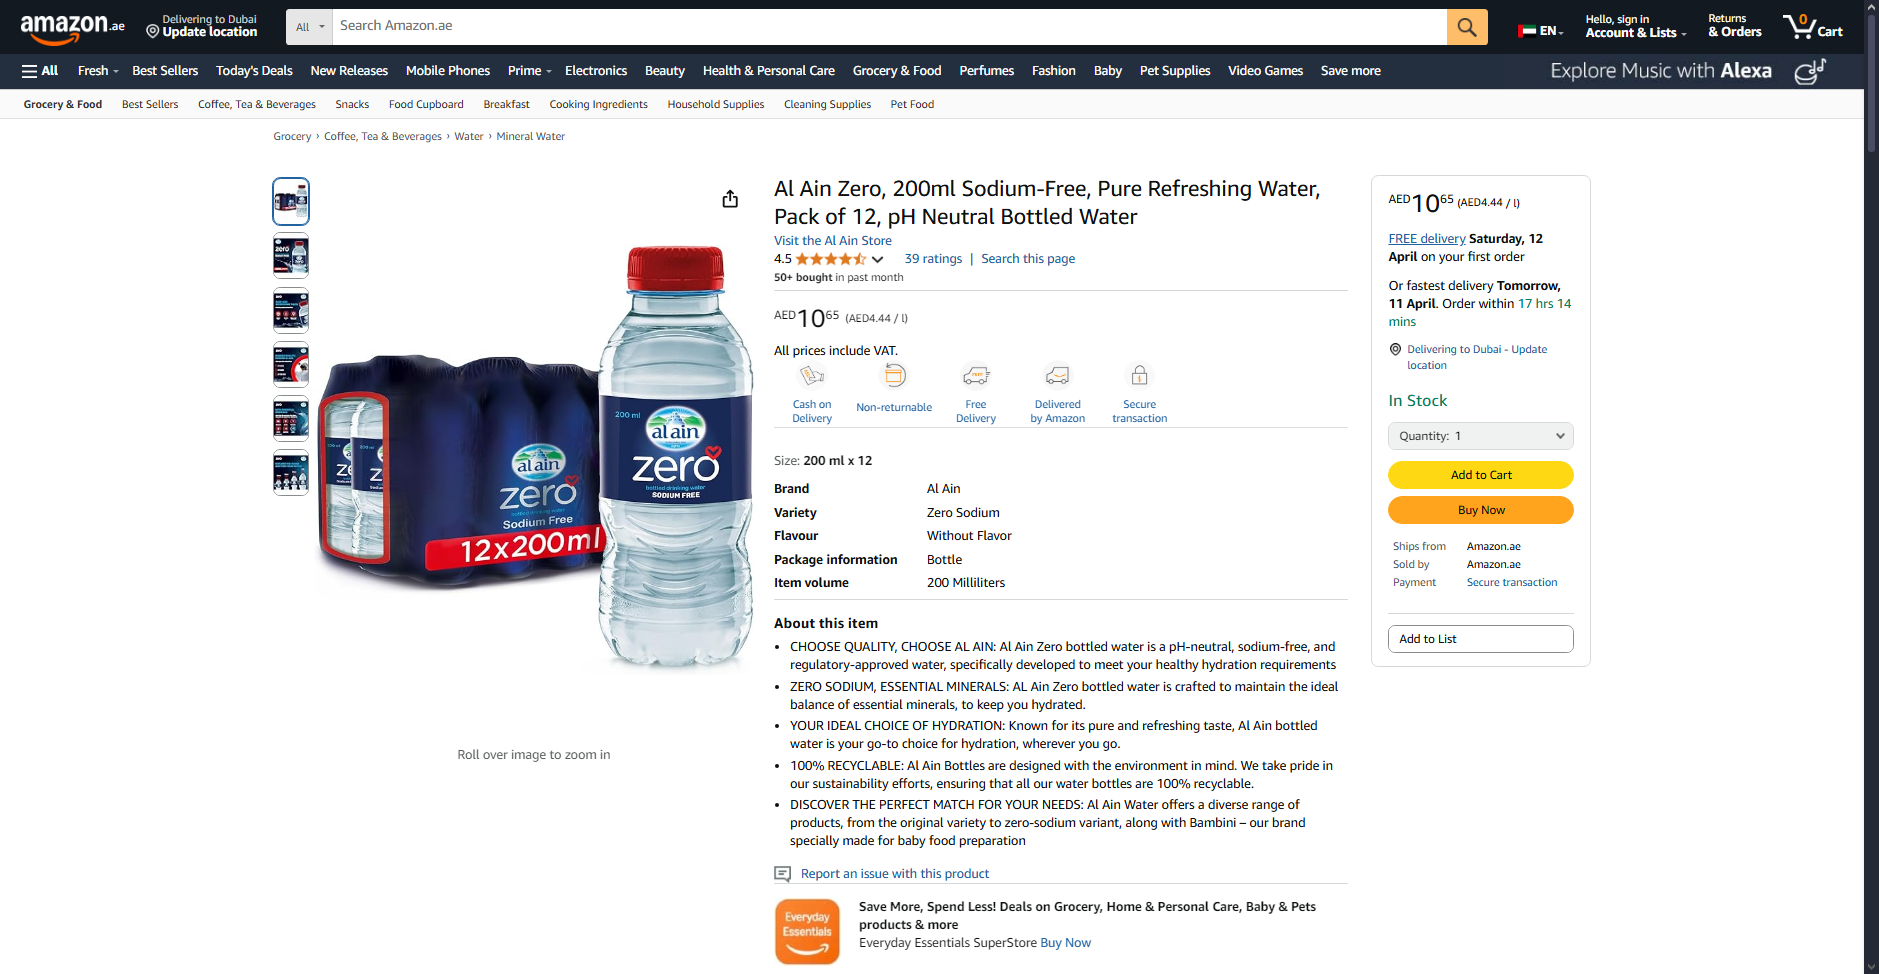 amazon.ae
Delivering to Dubai
Update location
All
Search Amazon.ae
EN
Hello, sign in
Account & Lists
Returns
& Orders
0
Cart
All
Fresh
Best Sellers
Today's Deals
New Releases
Mobile Phones
Prime
Electronics
Beauty
Health & Personal Care
Grocery & Food
Perfumes
Fashion
Baby
Pet Supplies
Video Games
Save more
Explore Music with Alexa
Grocery & Food
Best Sellers
Coffee, Tea & Beverages
Snacks
Food Cupboard
Breakfast
Cooking Ingredients
Household Supplies
Cleaning Supplies
Pet Food
Grocery › Coffee, Tea & Beverages › Water › Mineral Water
200 ml
al ain
zero
bottled drinking water
SODIUM FREE
al ain
zero
bottled drinking water
Sodium Free
12x200ml
Roll over image to zoom in
Al Ain Zero, 200ml Sodium-Free, Pure Refreshing Water,
Pack of 12, pH Neutral Bottled Water
Visit the Al Ain Store
4.5
39 ratings | Search this page
50+ bought in past month
AED1065 (AED4.44 / l)
All prices include VAT.
Cash on
Delivery
Non-returnable
Free
Delivery
Delivered
by Amazon
Secure
transaction
Size: 200 ml x 12
Brand Al Ain
Variety Zero Sodium
Flavour Without Flavor
Package information Bottle
Item volume 200 Milliliters
About this item
• CHOOSE QUALITY, CHOOSE AL AIN: Al Ain Zero bottled water is a pH-neutral, sodium-free, and
regulatory-approved water, specifically developed to meet your healthy hydration requirements
• ZERO SODIUM, ESSENTIAL MINERALS: AL Ain Zero bottled water is crafted to maintain the ideal
balance of essential minerals, to keep you hydrated.
• YOUR IDEAL CHOICE OF HYDRATION: Known for its pure and refreshing taste, Al Ain bottled
water is your go-to choice for hydration, wherever you go.
• 100% RECYCLABLE: Al Ain Bottles are designed with the environment in mind. We take pride in
our sustainability efforts, ensuring that all our water bottles are 100% recyclable.
• DISCOVER THE PERFECT MATCH FOR YOUR NEEDS: Al Ain Water offers a diverse range of
products, from the original variety to zero-sodium variant, along with Bambini – our brand
specially made for baby food preparation
Report an issue with this product
Everyday
Essentials
Save More, Spend Less! Deals on Grocery, Home & Personal Care, Baby & Pets
products & more
Everyday Essentials SuperStore Buy Now
AED1065 (AED4.44 / l)
FREE delivery Saturday, 12
April on your first order
Or fastest delivery Tomorrow,
11 April. Order within 17 hrs 14
mins
Delivering to Dubai - Update
location
In Stock
Quantity: 1
Add to Cart
Buy Now
Ships from Amazon.ae
Sold by Amazon.ae
Payment Secure transaction
Add to List